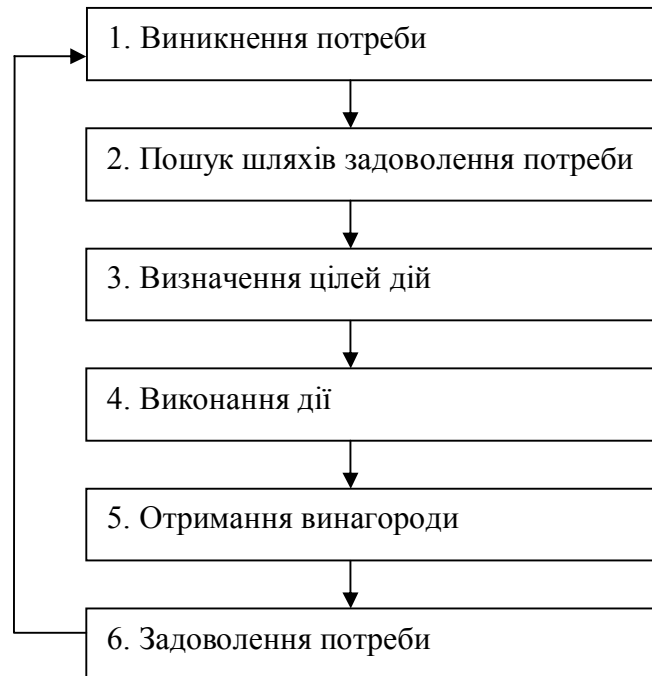 1. Виникнення потреби
2. Пошук шляхів задоволення потреби
3. Визначення цілей дій
4. Виконання дії
5. Отримання винагороди
6. Задоволення потреби